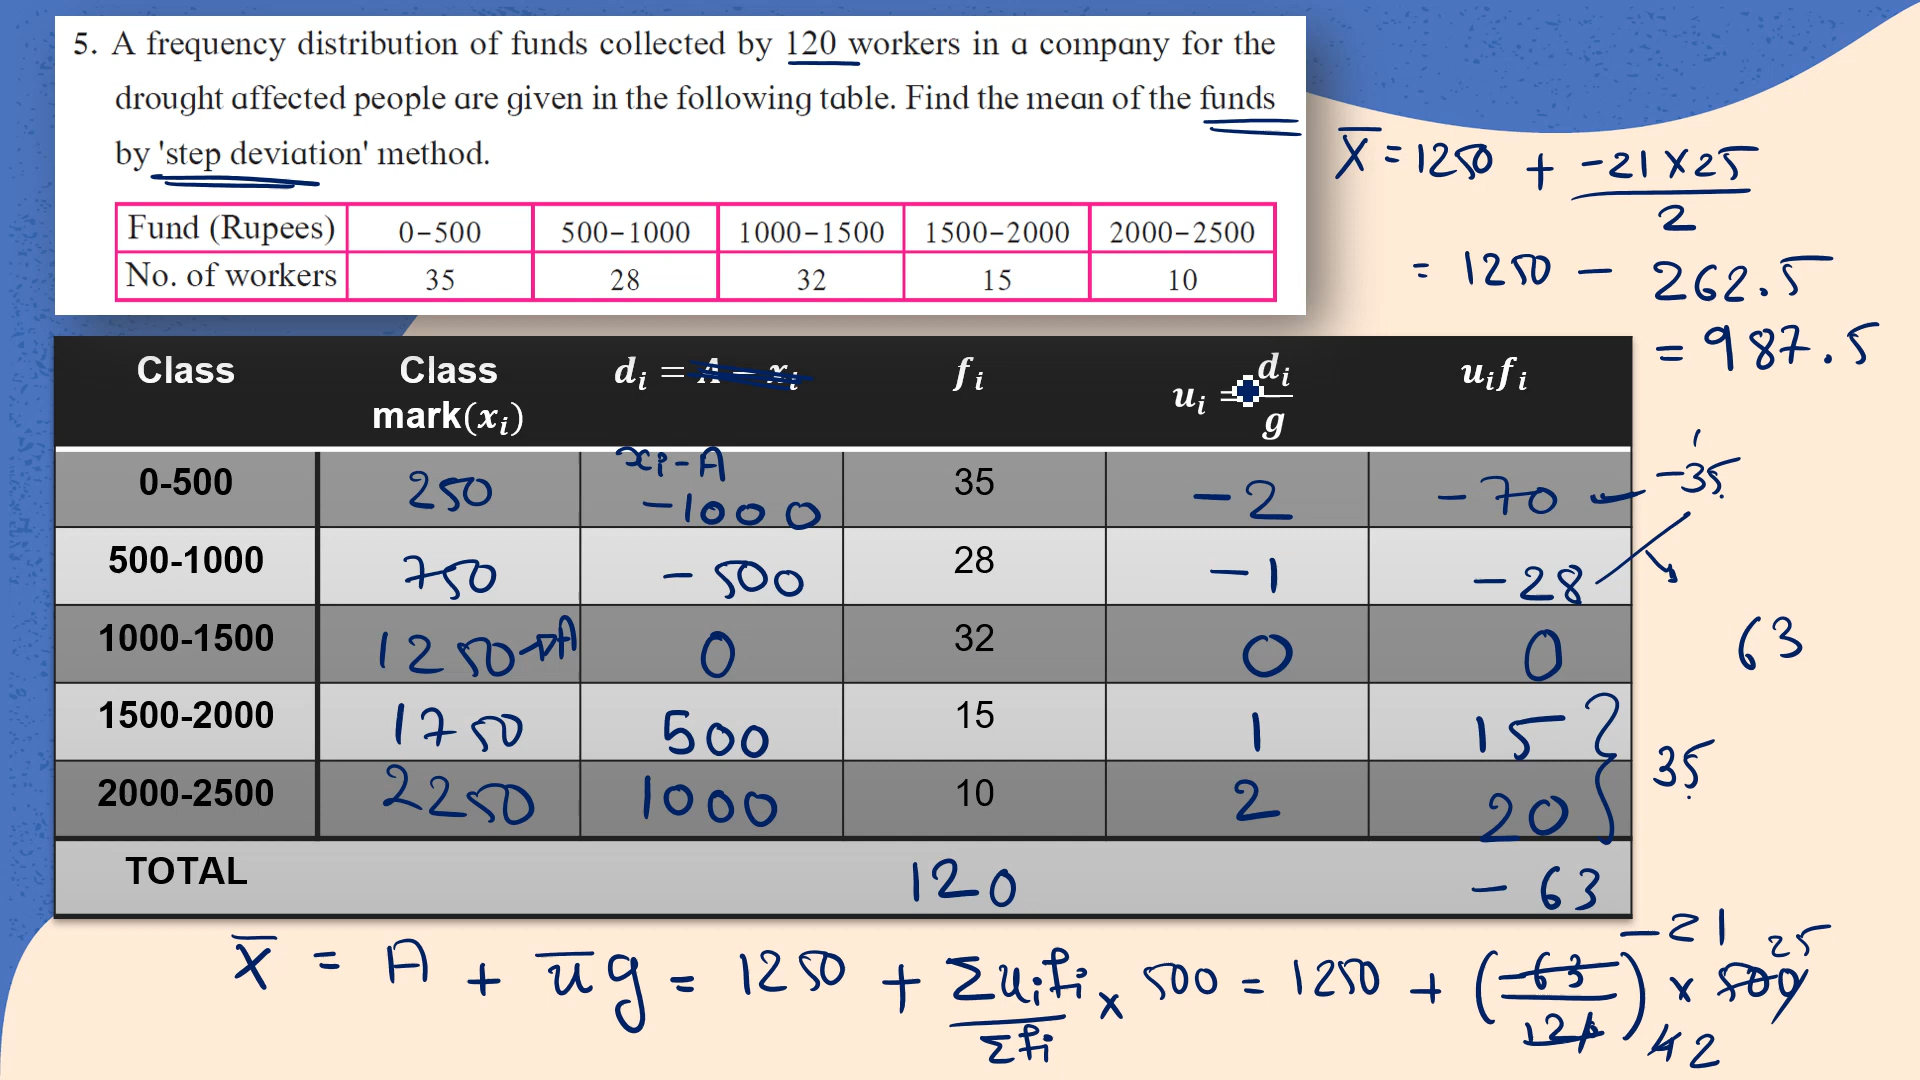 5. A frequency distribution of funds collected by 120 workers in a company for the
drought affected people are given in the following table. Find the mean of the funds
by 'step deviation' method.
Fund (Rupees) 0-500 500-1000 1000-1500 1500-2000 2000-2500
No. of workers 35 28 32 15 10
X̄ = 1250 + -21 × 25 / 2
= 1250 - 262.5
= 987.5
Class Class mark(xᵢ) dᵢ = A - xᵢ fᵢ uᵢ = dᵢ/g uᵢfᵢ
xᵢ - A
0-500 250 -1000 35 -2 -70 -35
500-1000 750 -500 28 -1 -28
1000-1500 1250→A 0 32 0 0 63
1500-2000 1750 500 15 1 15
35
2000-2500 2250 1000 10 2 20
TOTAL 120 -63
X̄ = A + ūg = 1250 + Σuᵢfᵢ/Σfᵢ × 500 = 1250 + (-63/120) × 500
-21 25
42